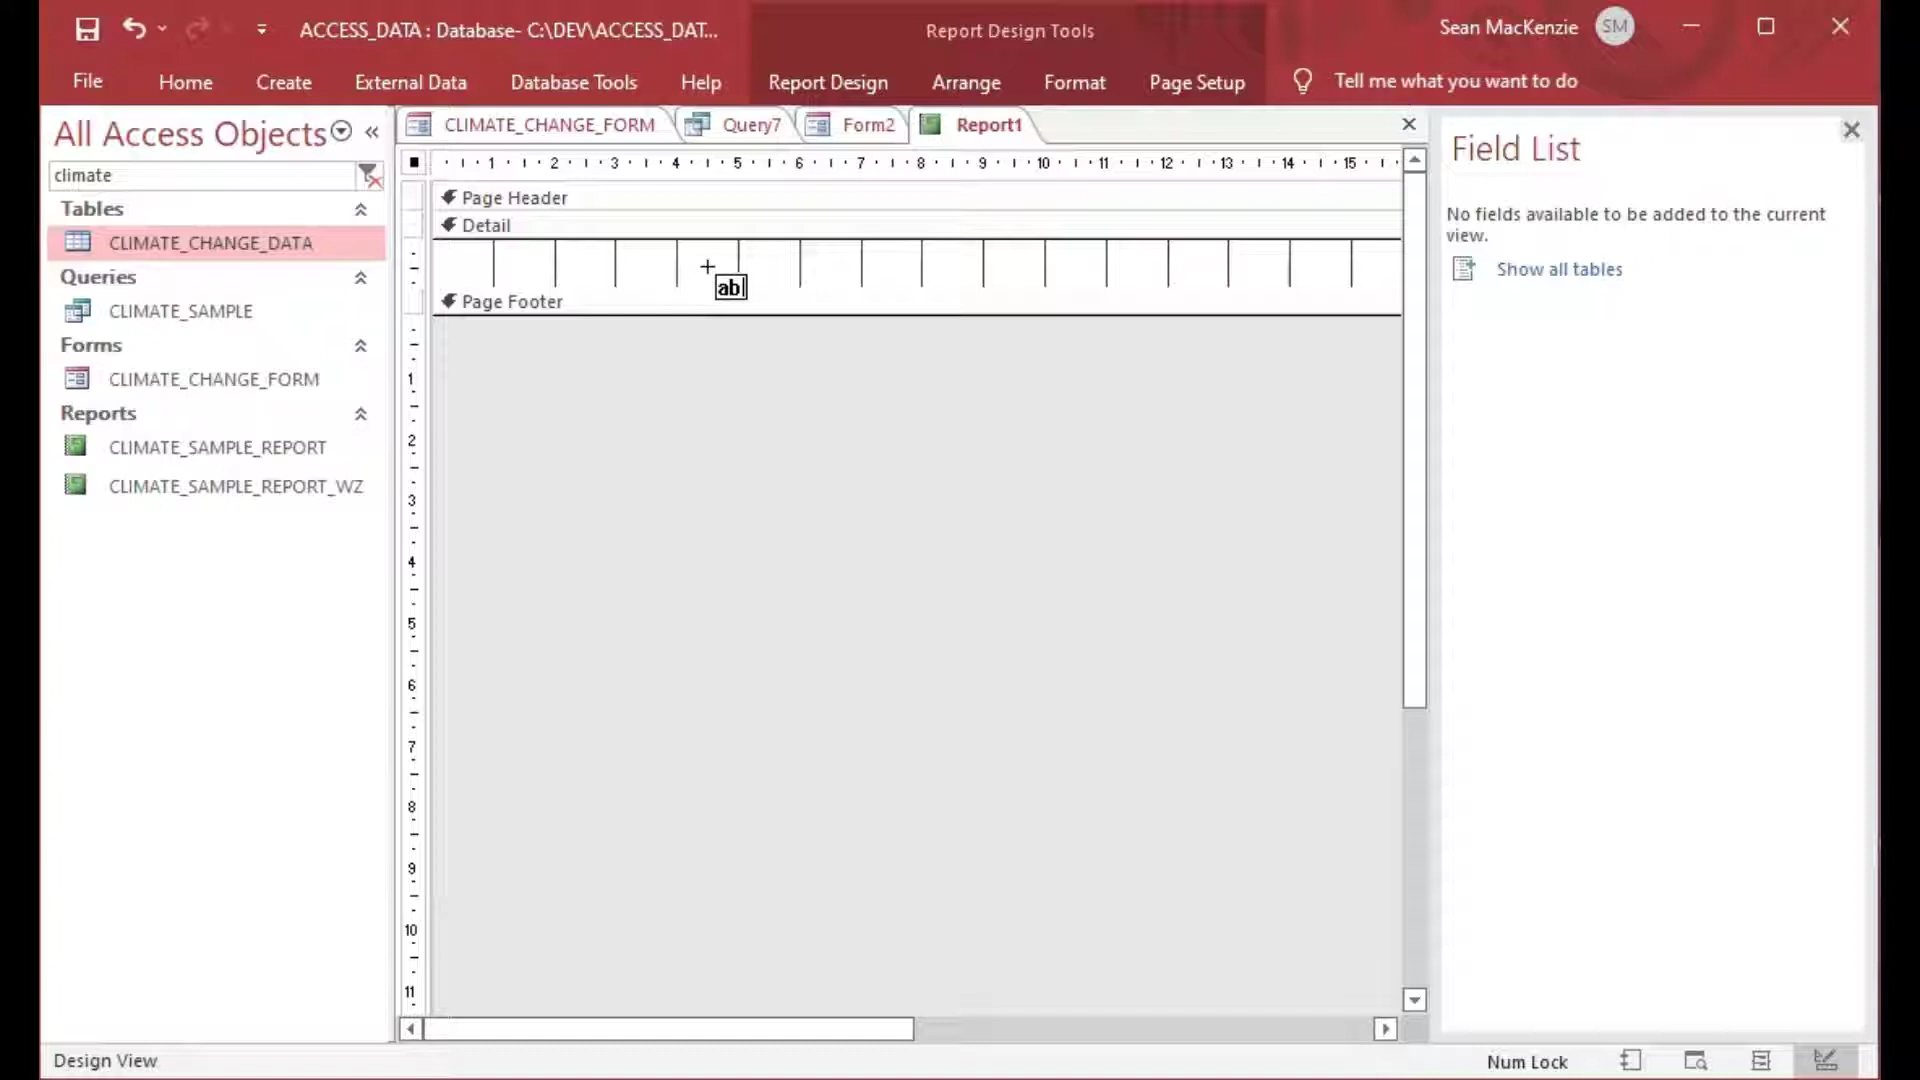 ACCESS_DATA : Database- C:\DEV\ACCESS_DAT...
Report Design Tools
Sean MacKenzie
SM
File Home Create External Data Database Tools Help Report Design Arrange Format Page Setup Tell me what you want to do
All Access Objects
climate
Tables
CLIMATE_CHANGE_DATA
Queries
CLIMATE_SAMPLE
Forms
CLIMATE_CHANGE_FORM
Reports
CLIMATE_SAMPLE_REPORT
CLIMATE_SAMPLE_REPORT_WZ
CLIMATE_CHANGE_FORM Query7 Form2 Report1
1 2 3 4 5 6 7 8 9 10 11 12 13 14 15
Page Header
Detail
ab
Page Footer
1
2
3
4
5
6
7
8
9
10
11
Field List
No fields available to be added to the current
view.
Show all tables
Design View
Num Lock